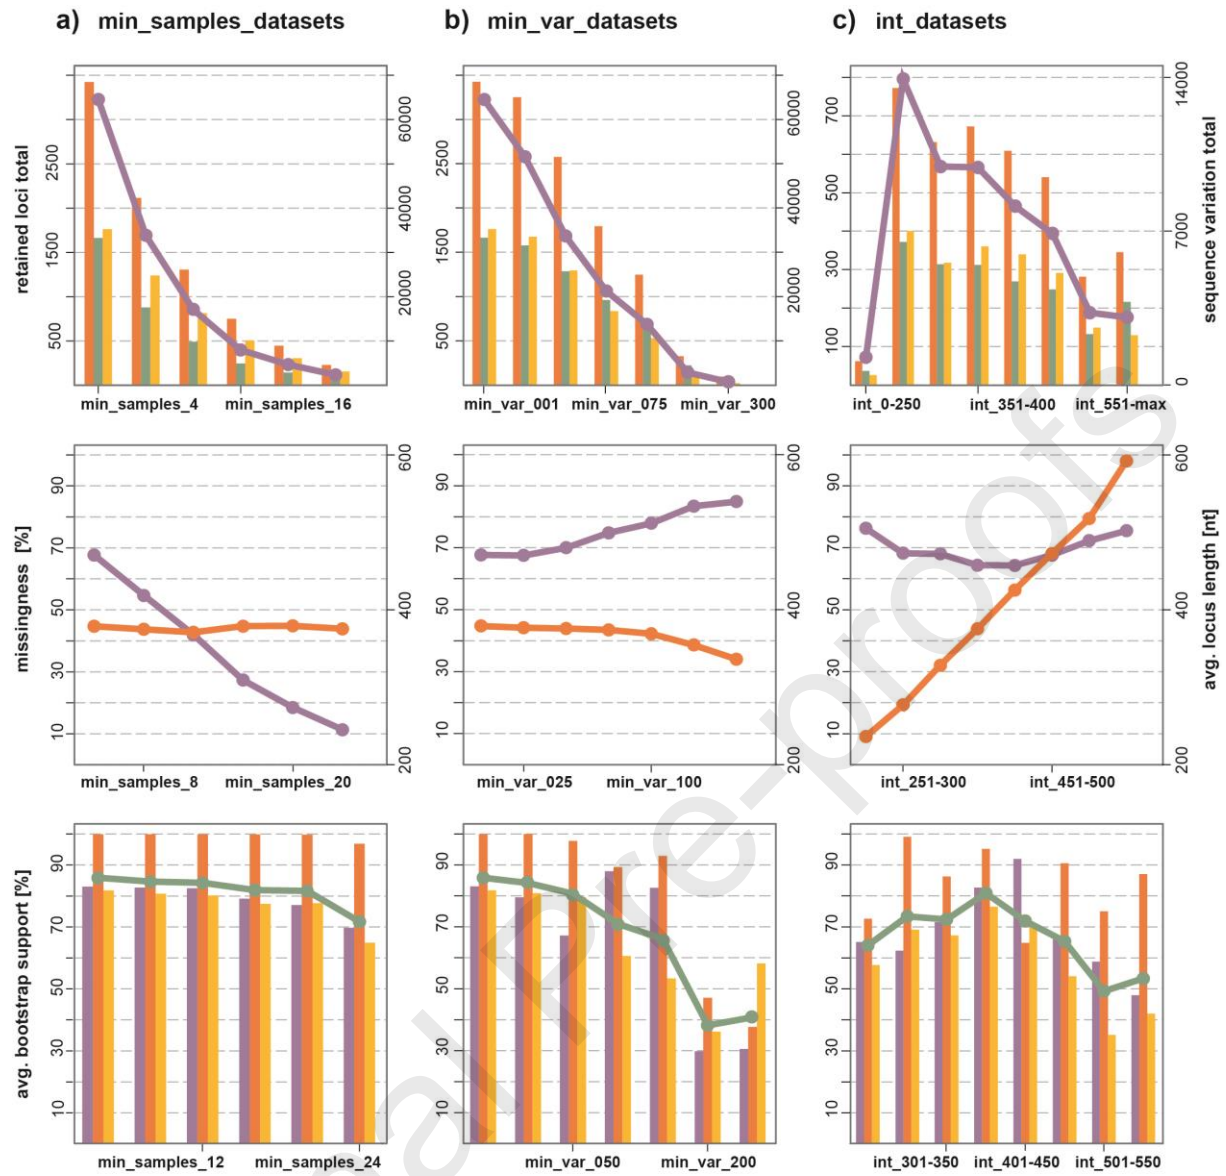 a) min_samples_datasets b) min_var_datasets c) int_datasets
retained loci total
500 1500 2500
20000 40000 60000
100 300 500 700
0 7000 14000
sequence variation total
min_samples_4 min_samples_16 min_var_001 min_var_075 min_var_300 int_0-250 int_351-400 int_551-max
missingness [%]
10 30 50 70 90
200 400 600
10 30 50 70 90
10 30 50 70 90
200 400 600
avg. locus length [nt]
min_samples_8 min_samples_20 min_var_025 min_var_100 int_251-300 int_451-500
avg. bootstrap support [%]
10 30 50 70 90
10 30 50 70 90
10 30 50 70 90
min_samples_12 min_samples_24 min_var_050 min_var_200 int_301-350 int_401-450 int_501-550
500 1500 2500
20000 40000 60000
200 400 600
nal Pre-proofs